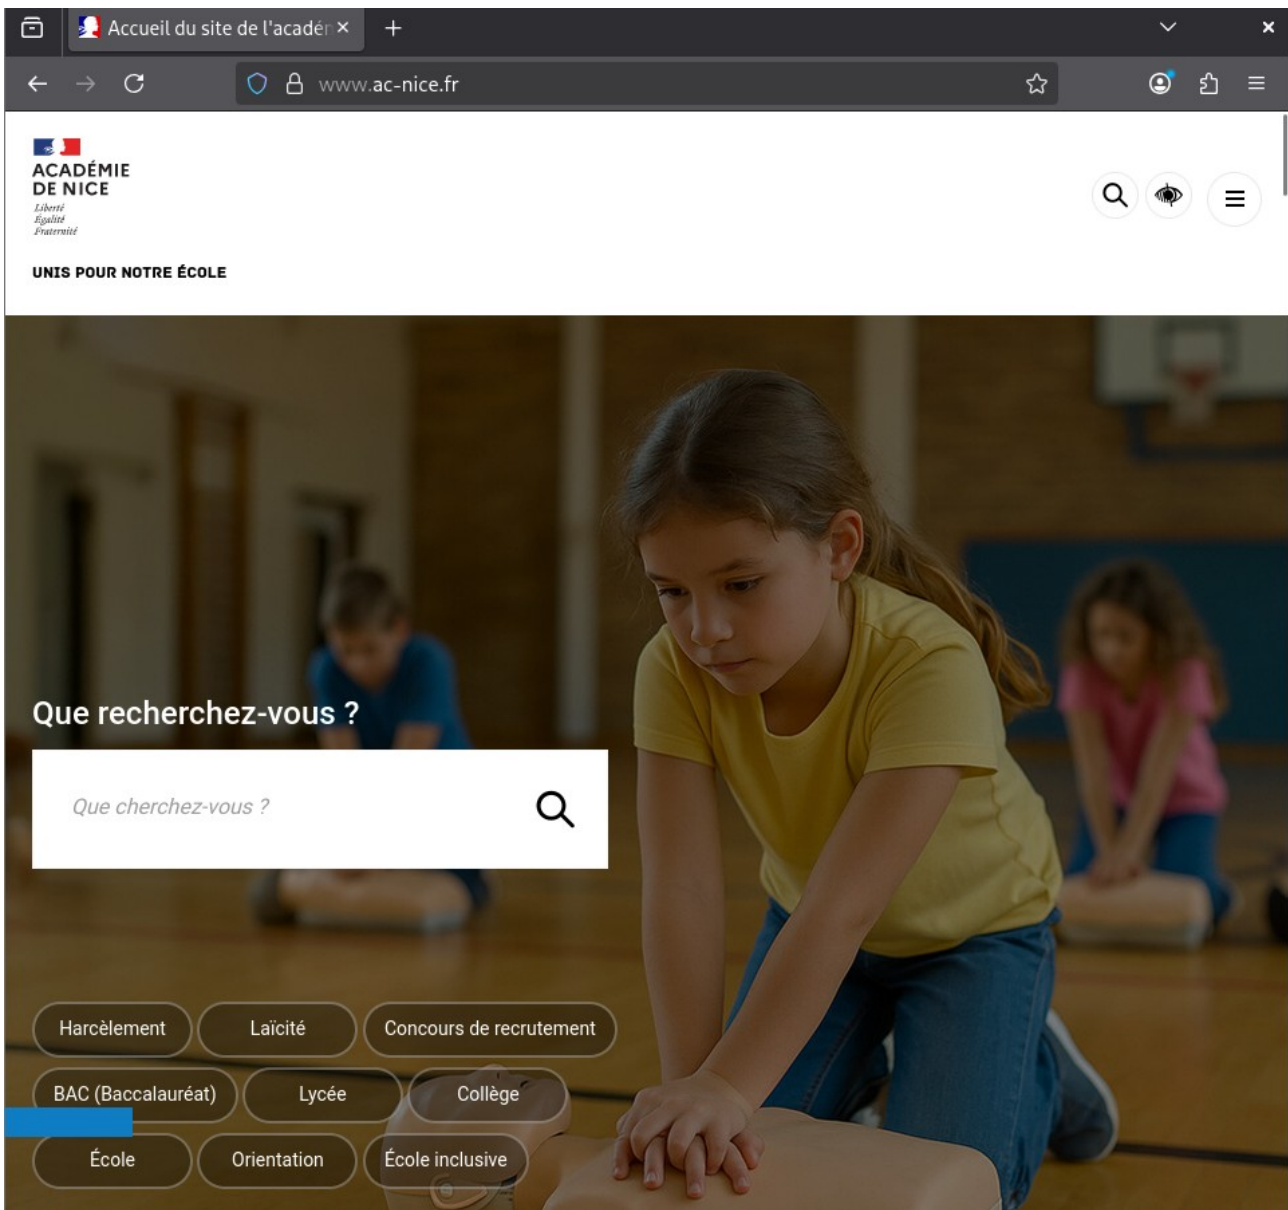 Accueil du site de l'académ
www.ac-nice.fr
ACADÉMIE
DE NICE
Liberté
Égalité
Fraternité
UNIS POUR NOTRE ÉCOLE
Que recherchez-vous ?
Que cherchez-vous ?
Harcèlement
Laïcité
Concours de recrutement
BAC (Baccalauréat)
Lycée
Collège
École
Orientation
École inclusive